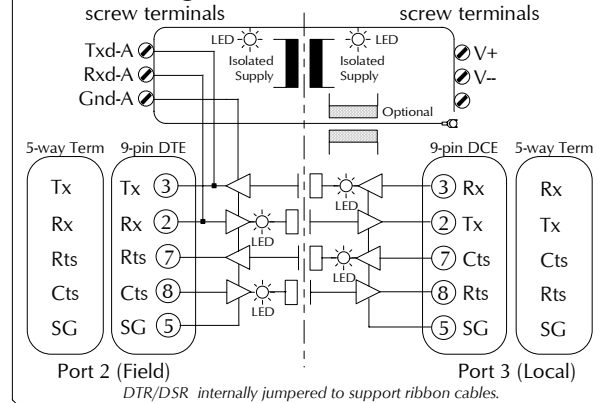 screw terminals screw terminals
Txd-A LED LED V+
Rxd-A Isolated Supply Isolated Supply V--
Gnd-A
Optional
5-way Term 9-pin DTE 9-pin DCE 5-way Term
Tx Tx 3 3 Rx Rx
LED
Rx Rx 2 2 Tx Tx
LED
Rts Rts 7 7 Cts Cts
LED
Cts Cts 8 8 Rts Rts
LED
SG SG 5 5 SG SG
Port 2 (Field) Port 3 (Local)
DTR/DSR internally jumpered to support ribbon cables.